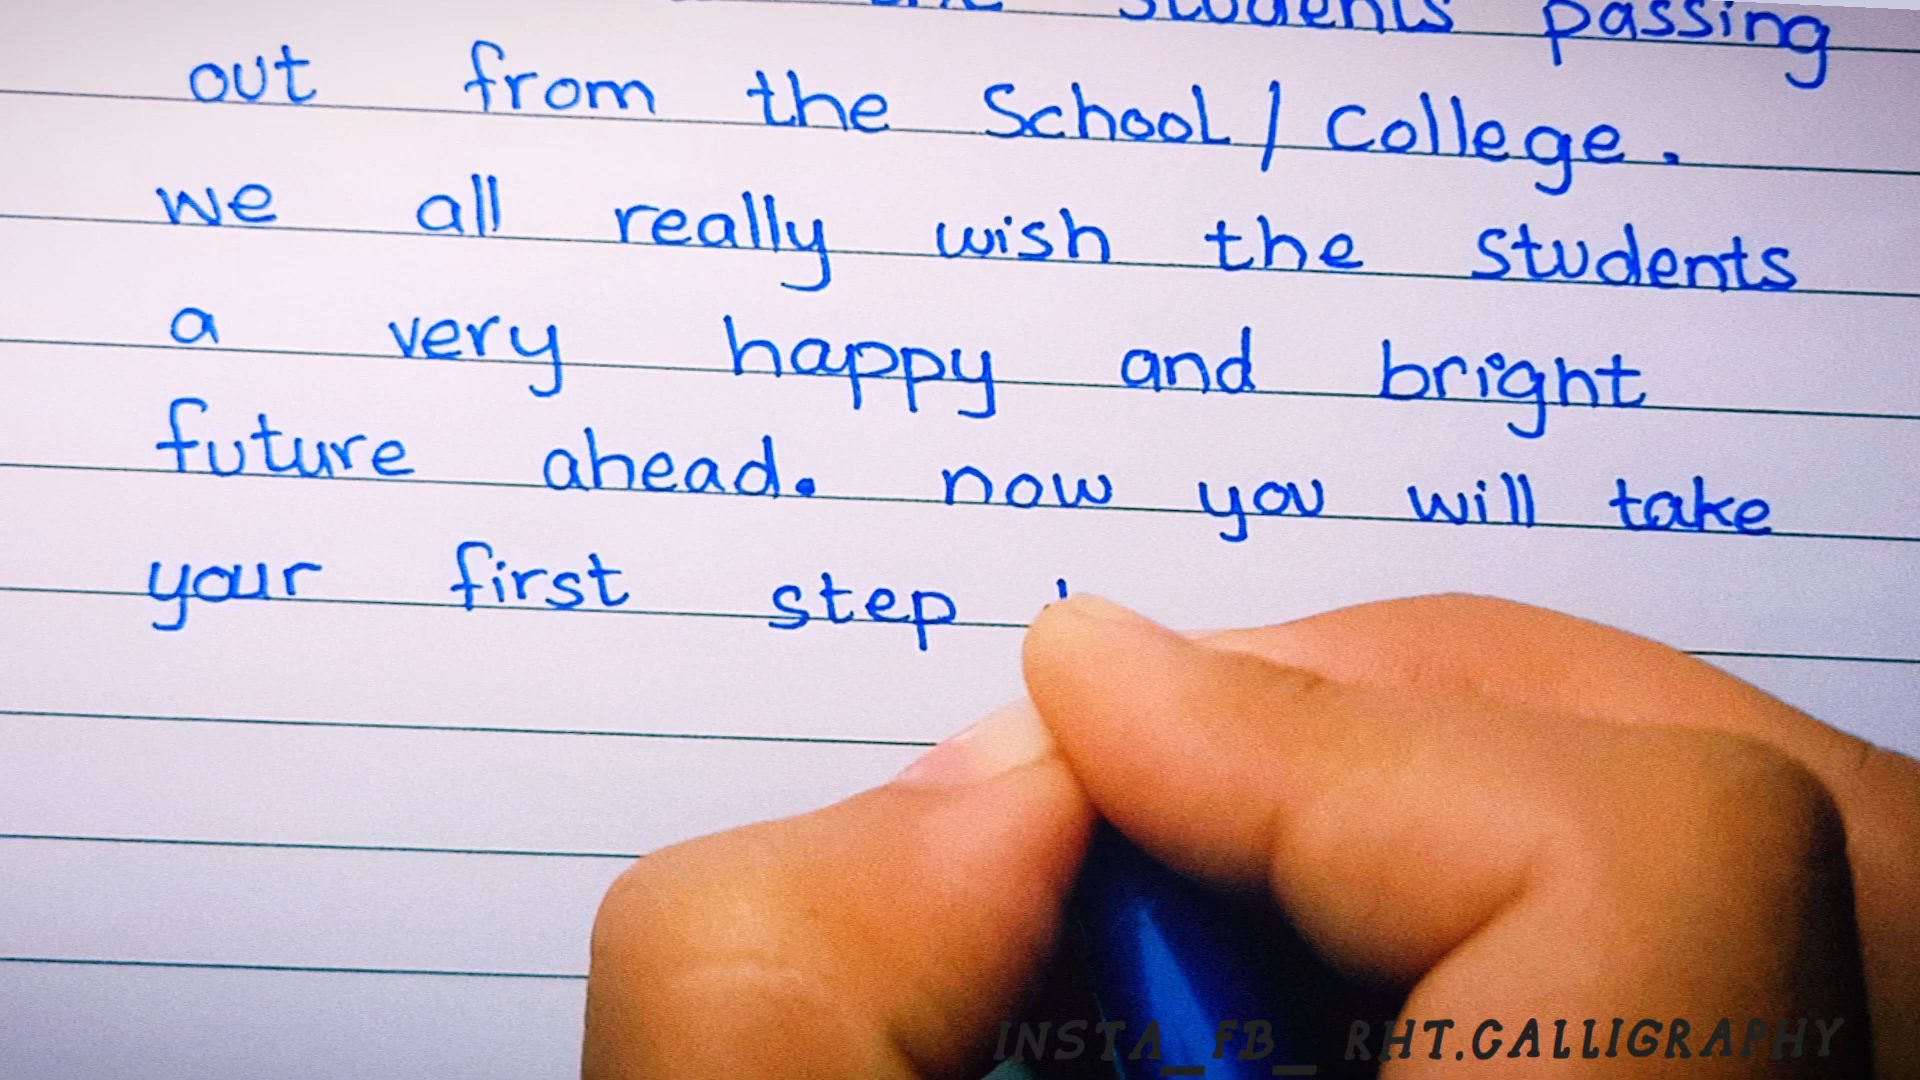 students passing
out from the School / College.
we all really wish the students
a very happy and bright
future ahead. now you will take
your first step
INSTA_FB_ RHT.CALLIGRAPHY